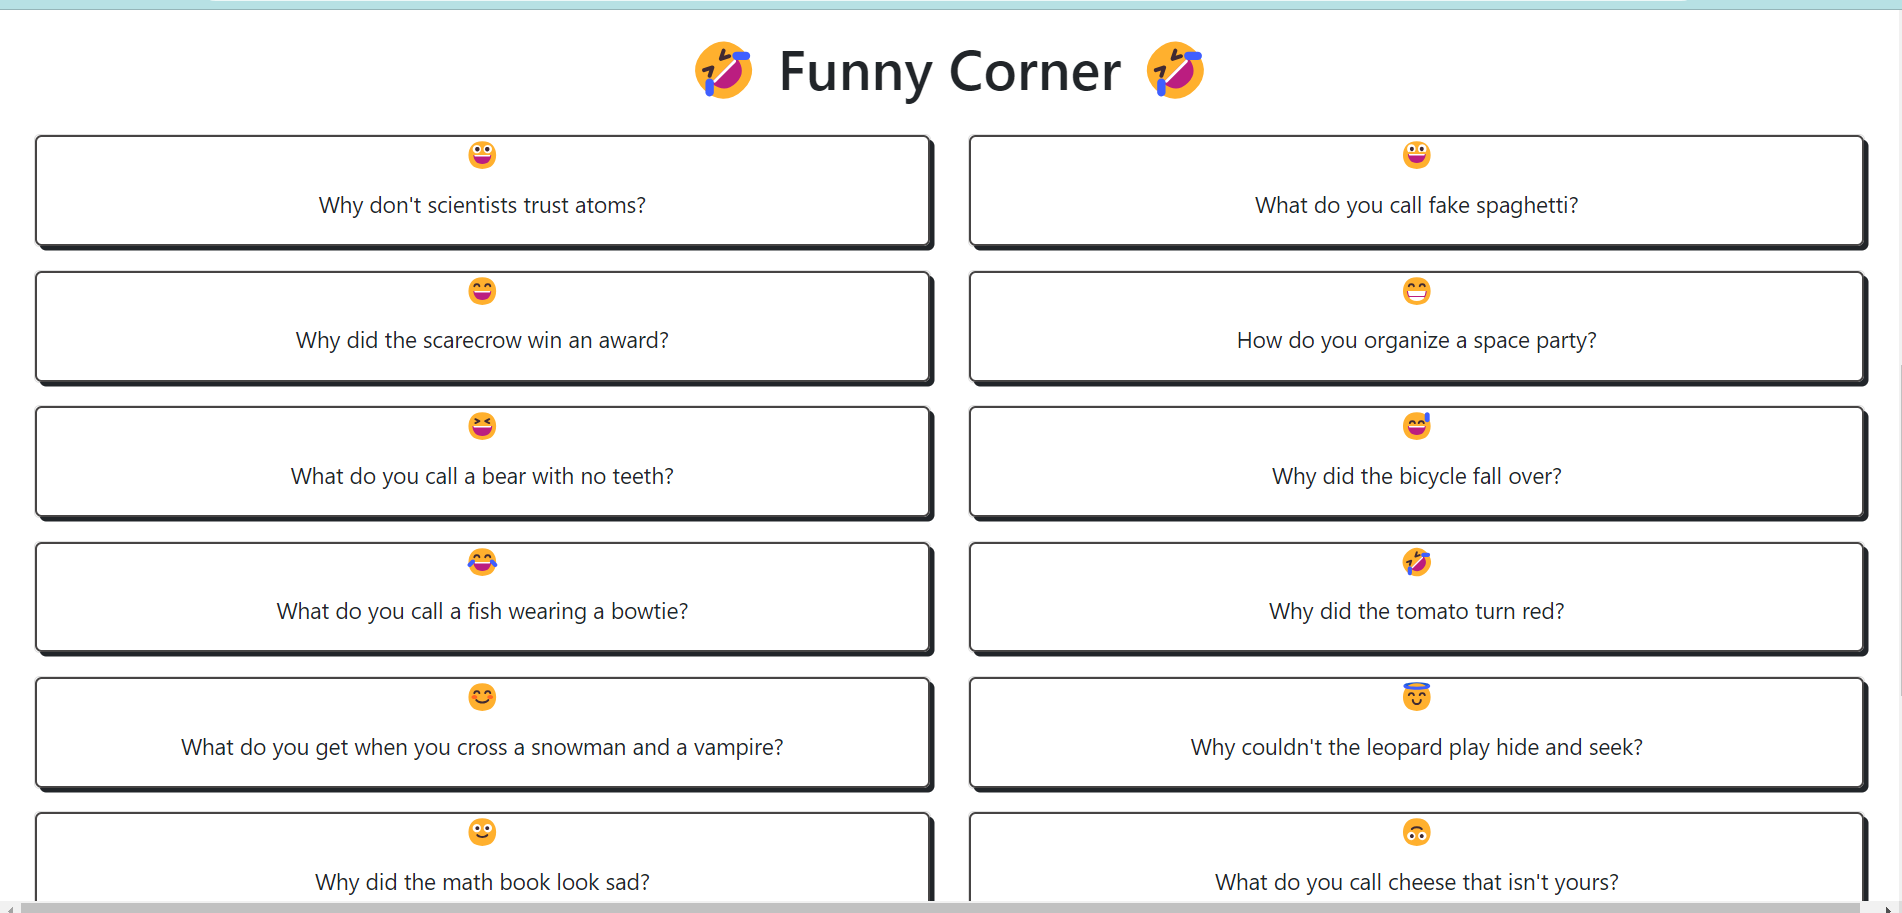 Funny Corner
Why don't scientists trust atoms?
What do you call fake spaghetti?
Why did the scarecrow win an award?
How do you organize a space party?
What do you call a bear with no teeth?
Why did the bicycle fall over?
What do you call a fish wearing a bowtie?
Why did the tomato turn red?
What do you get when you cross a snowman and a vampire?
Why couldn't the leopard play hide and seek?
Why did the math book look sad?
What do you call cheese that isn't yours?